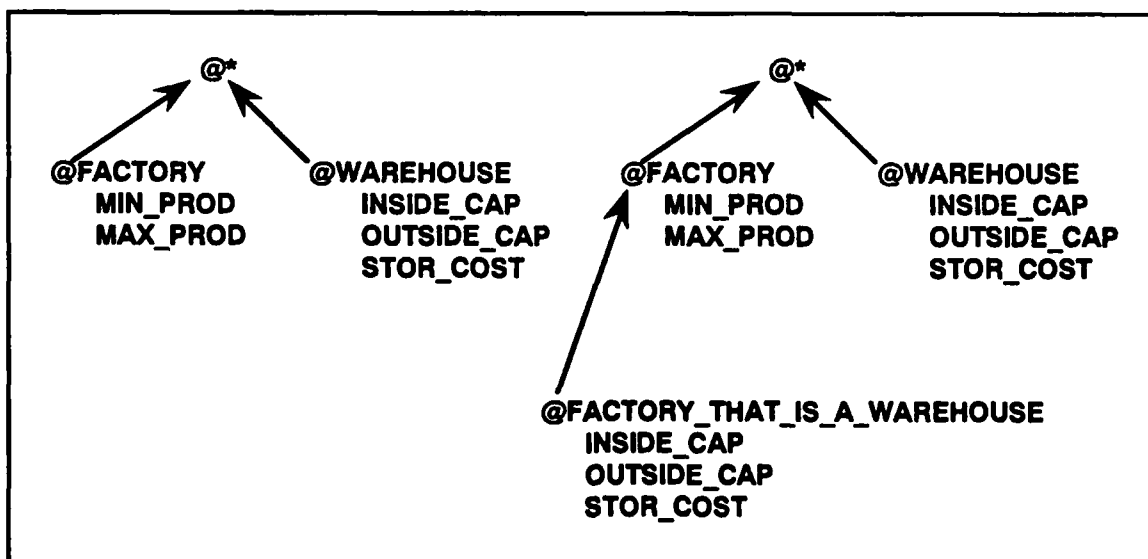 @*
@FACTORY
MIN_PROD
MAX_PROD
@WAREHOUSE
INSIDE_CAP
OUTSIDE_CAP
STOR_COST
@*
@FACTORY
MIN_PROD
MAX_PROD
@WAREHOUSE
INSIDE_CAP
OUTSIDE_CAP
STOR_COST
@FACTORY_THAT_IS_A_WAREHOUSE
INSIDE_CAP
OUTSIDE_CAP
STOR_COST